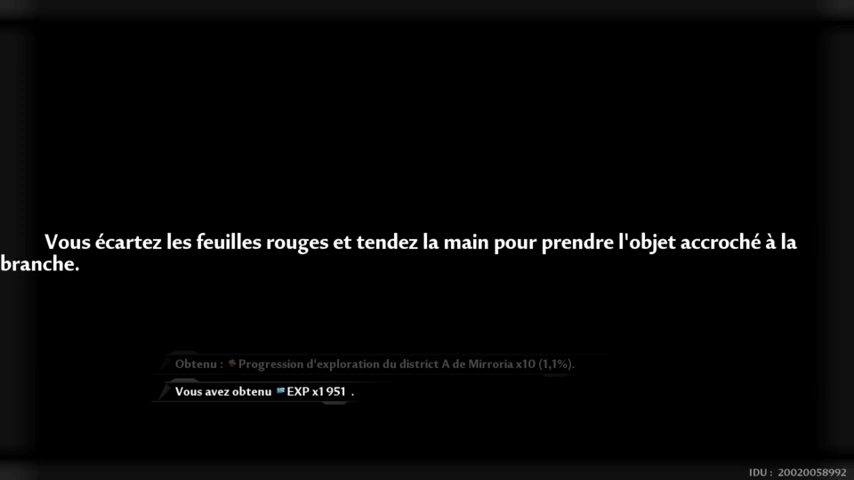 Vous écartez les feuilles rouges et tendez la main pour prendre l'objet accroché à la
branche.
Obtenu : Progression d'exploration du district A de Mirroria x10 (1,1%).
Vous avez obtenu EXP x1 951 .
IDU : 20020058992